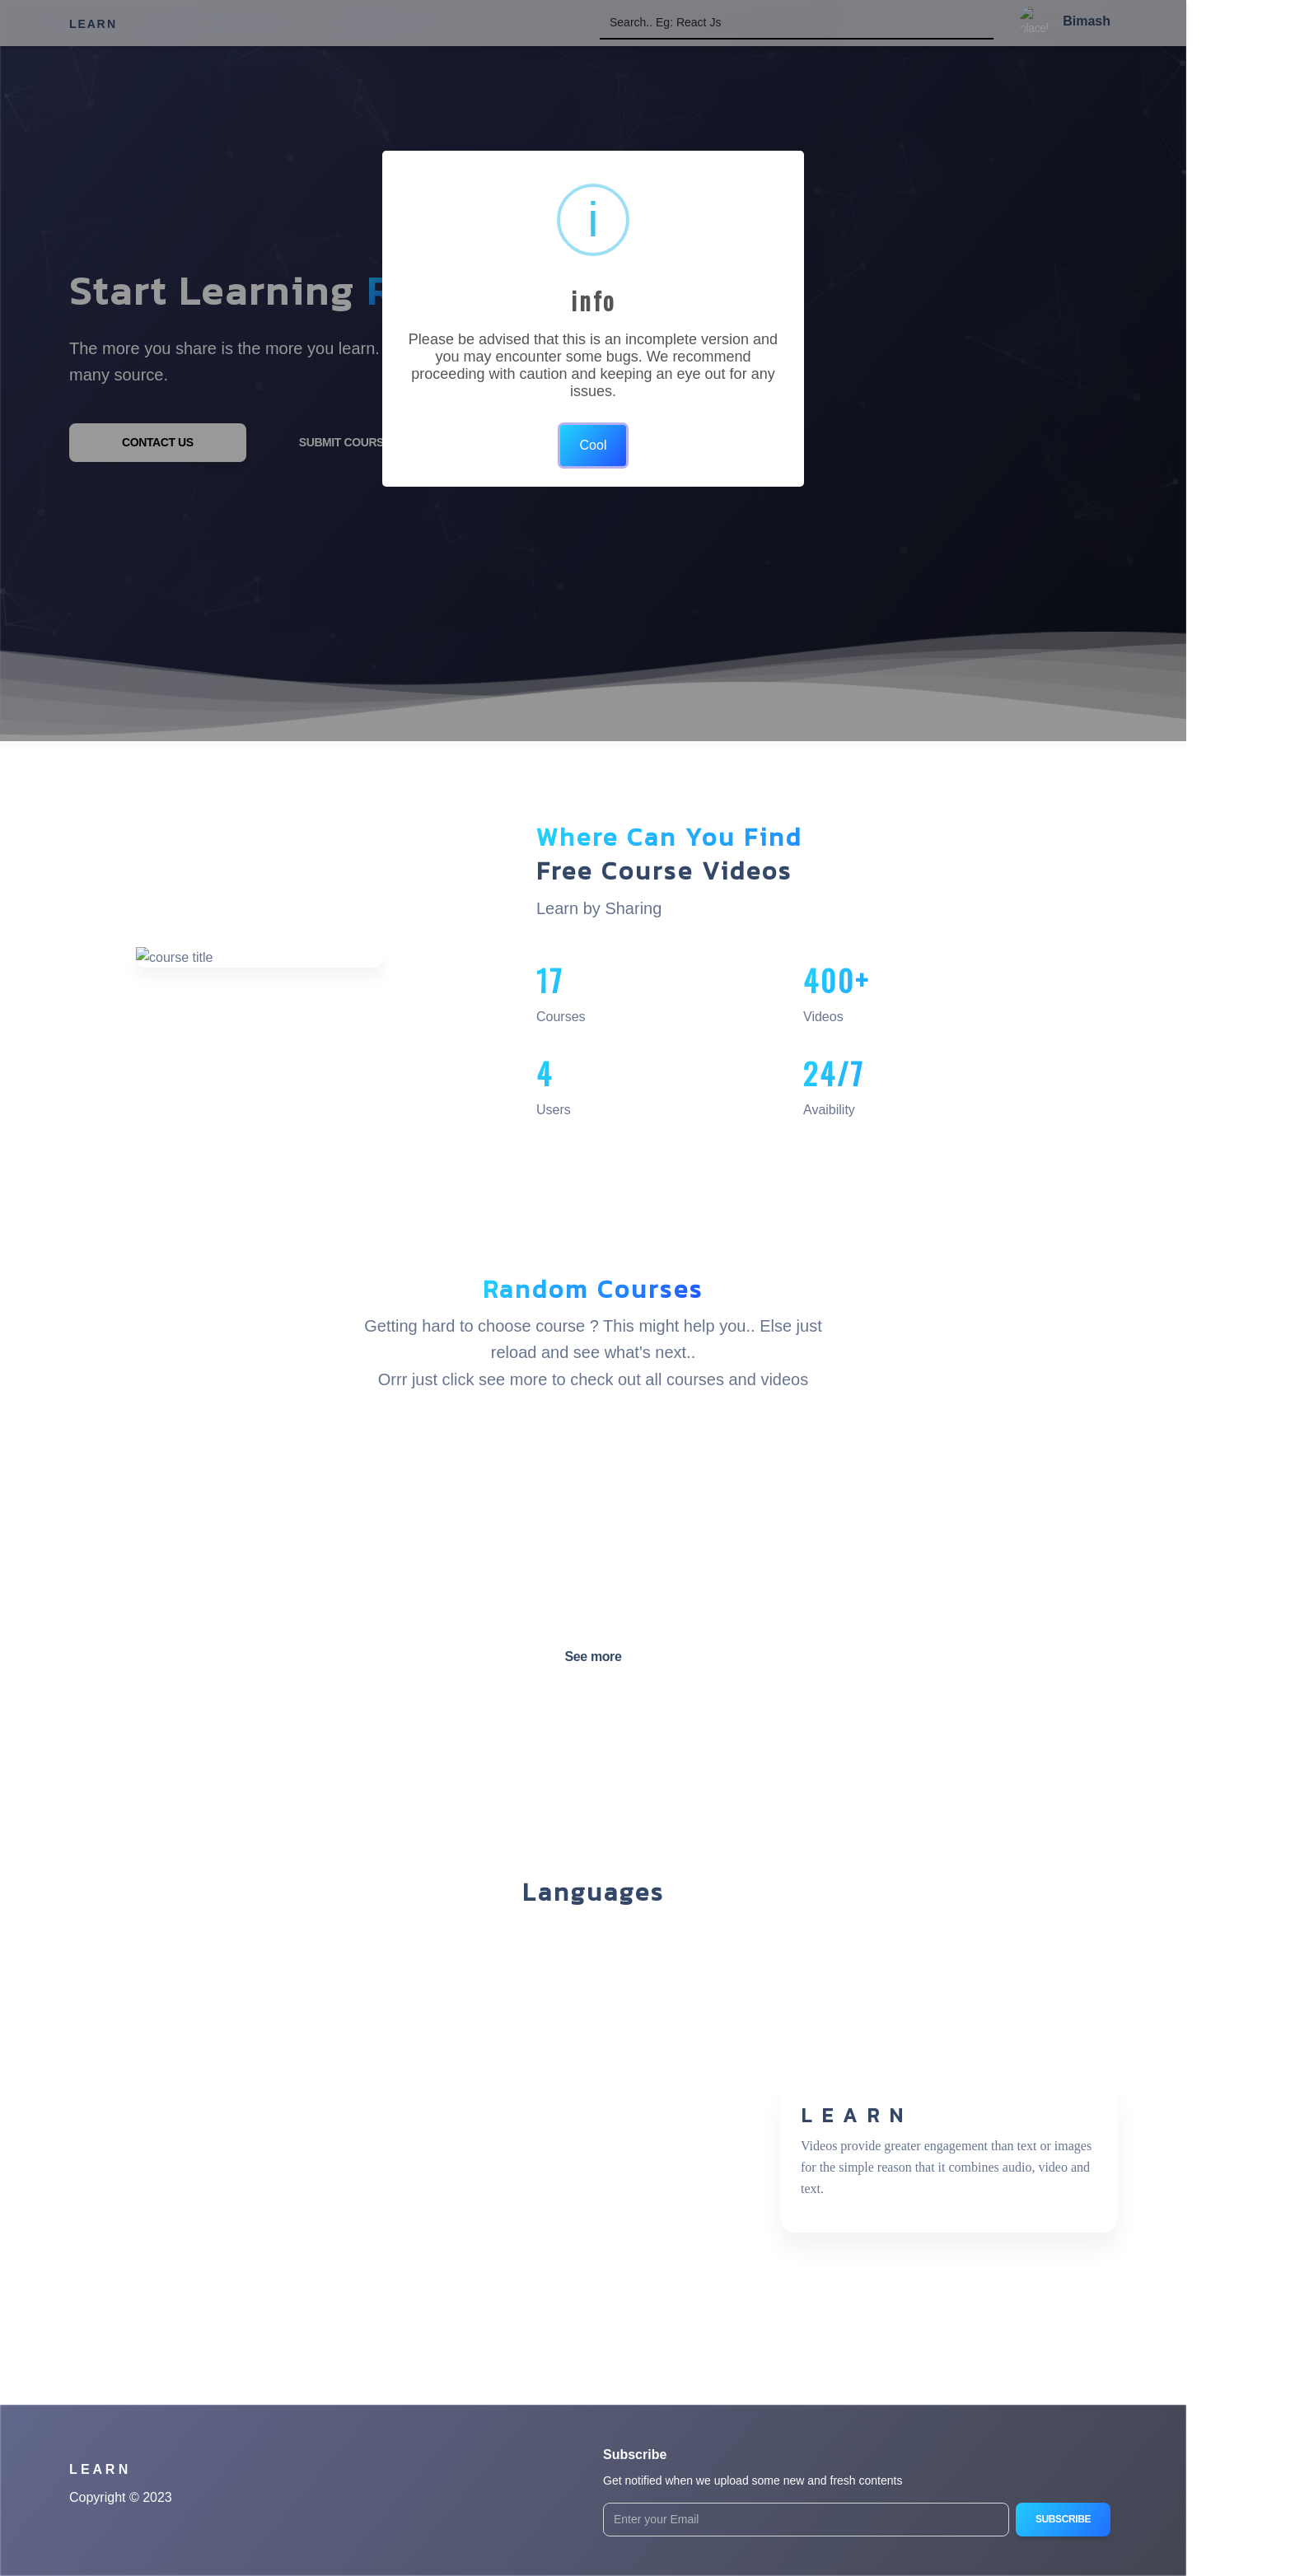 LEARN
Search.. Eg: React Js
Bimash
Start Learning
The more you share is the more you learn.
many source.
CONTACT US
SUBMIT COURS
i
info
Please be advised that this is an incomplete version and
you may encounter some bugs. We recommend
proceeding with caution and keeping an eye out for any
issues.
Cool
Where Can You Find
Free Course Videos
Learn by Sharing
course title
17
Courses
400+
Videos
4
Users
24/7
Avaibility
Random Courses
Getting hard to choose course ? This might help you.. Else just
reload and see what's next..
Orrr just click see more to check out all courses and videos
See more
Languages
LEARN
Videos provide greater engagement than text or images
for the simple reason that it combines audio, video and
text.
LEARN
Copyright © 2023
Subscribe
Get notified when we upload some new and fresh contents
Enter your Email
SUBSCRIBE